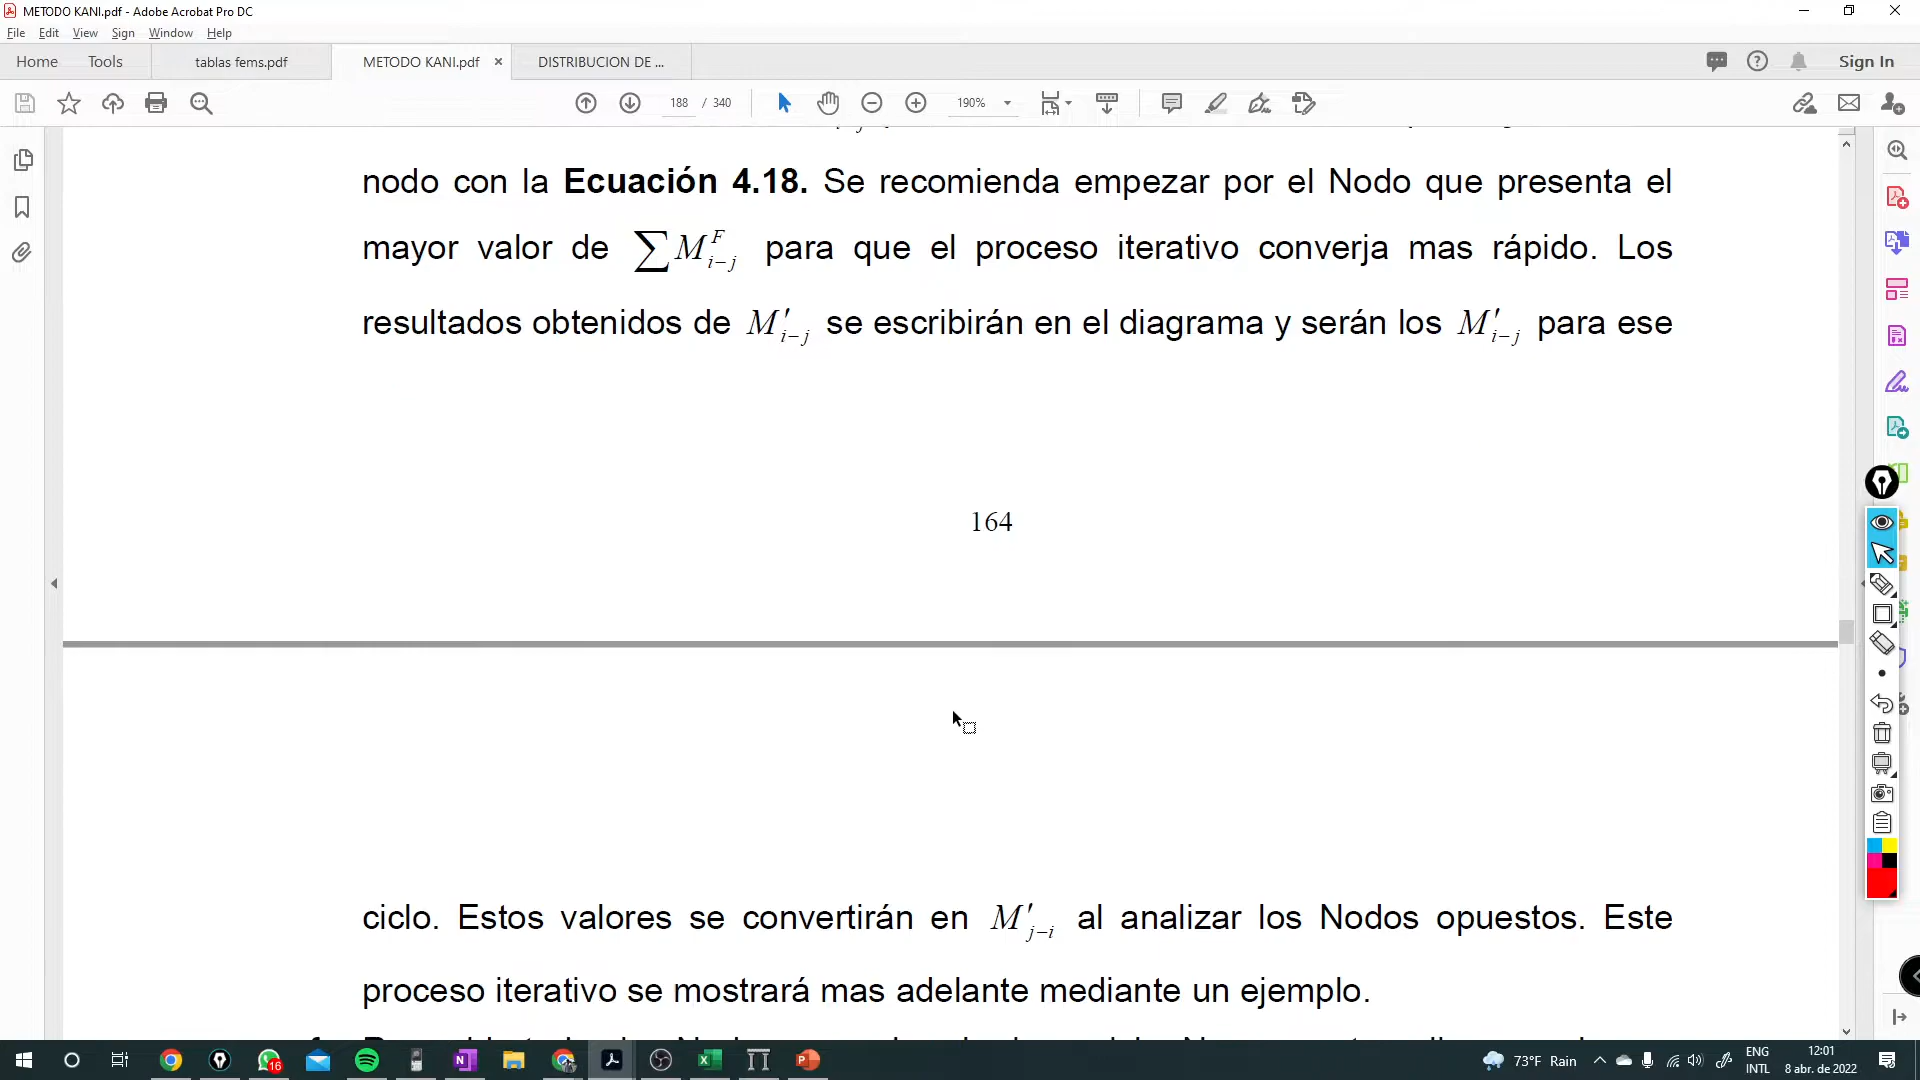 METODO KANI.pdf - Adobe Acrobat Pro DC
File Edit View Sign Window Help
Home Tools tablas fems.pdf METODO KANI.pdf × DISTRIBUCION DE ... Sign In
188 / 340 190%
nodo con la Ecuación 4.18. Se recomienda empezar por el Nodo que presenta el
mayor valor de ∑M^F_{i-j} para que el proceso iterativo converja mas rápido. Los
resultados obtenidos de M'_{i-j} se escribirán en el diagrama y serán los M'_{i-j} para ese
164
ciclo. Estos valores se convertirán en M'_{j-i} al analizar los Nodos opuestos. Este
proceso iterativo se mostrará mas adelante mediante un ejemplo.
16
73°F Rain
ENG
INTL
12:01
8 abr. de 2022